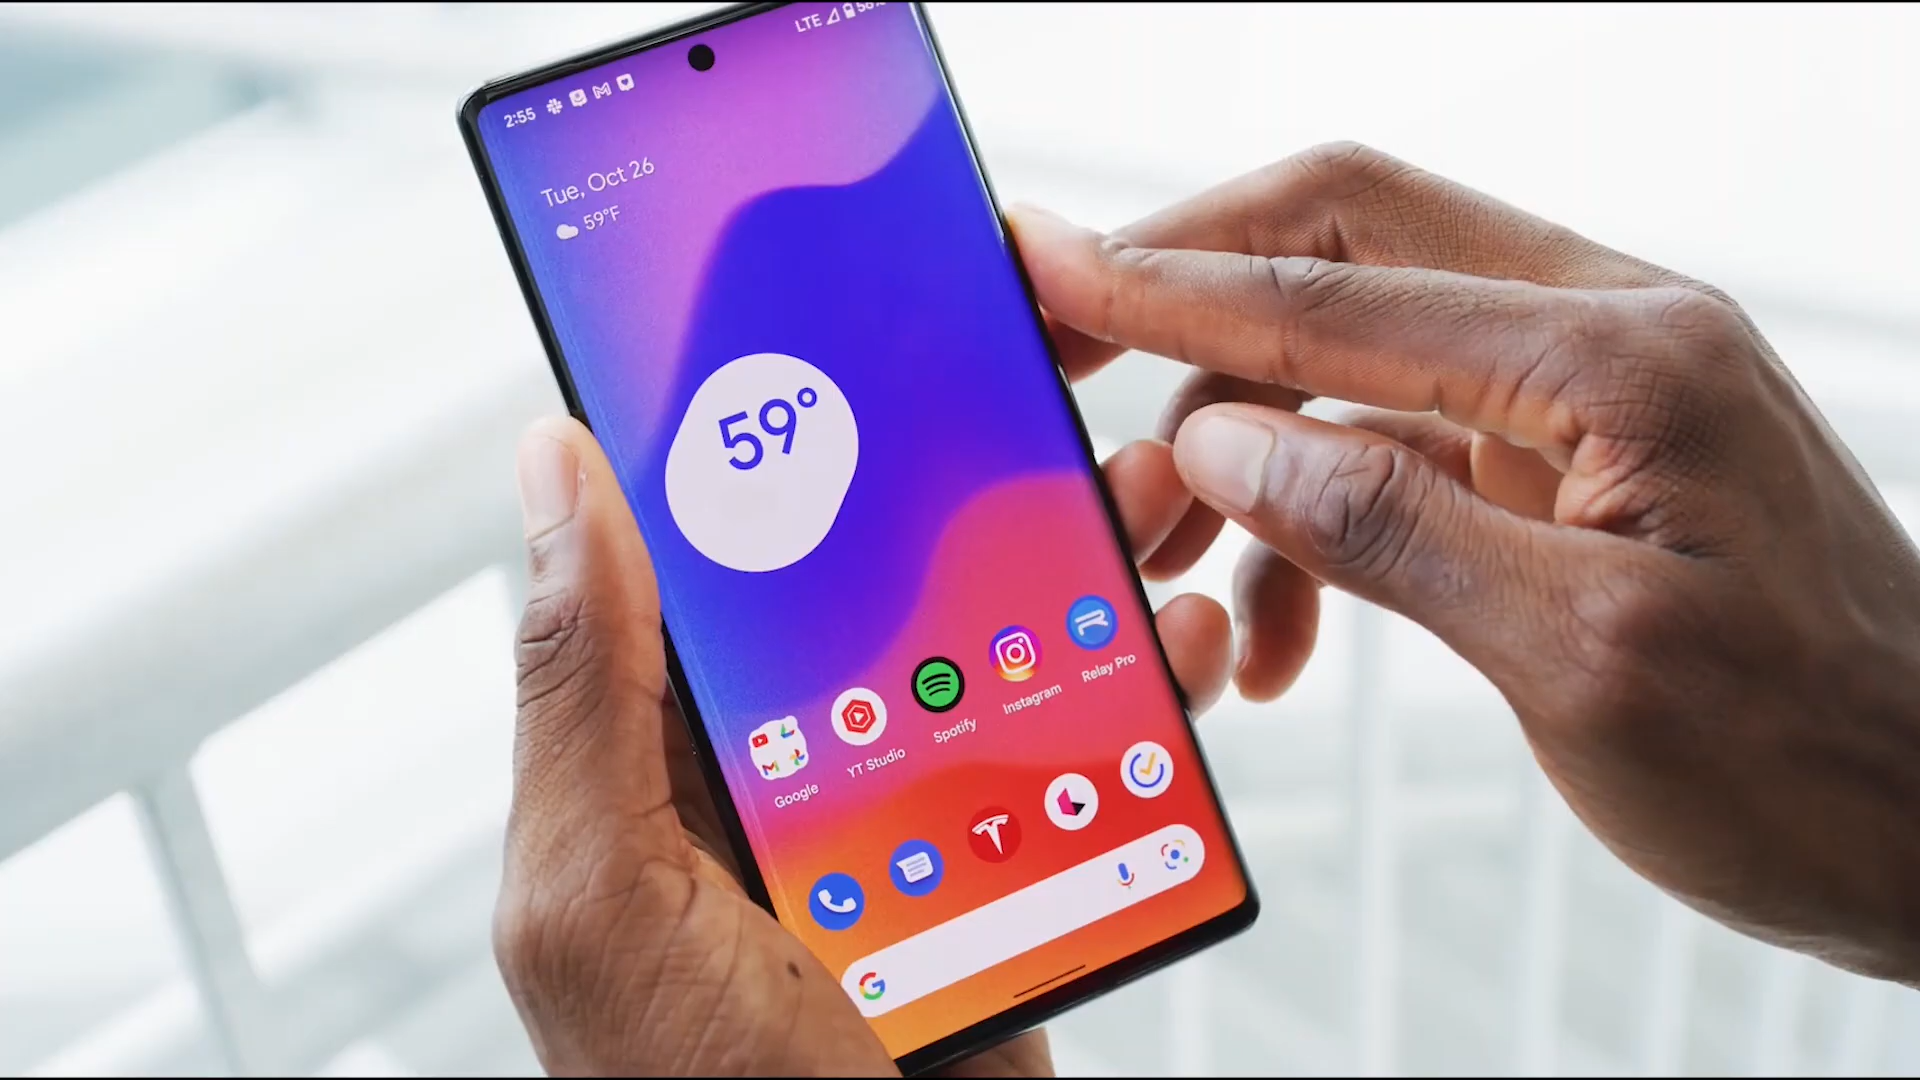 LTE
2:55
Tue, Oct 26
59°F
59°
Google
YT Studio
Spotify
Instagram
Relay Pro